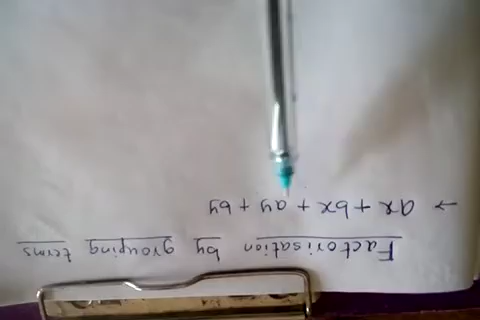 Factorisation by grouping terms
→ ax + bx + ay + by